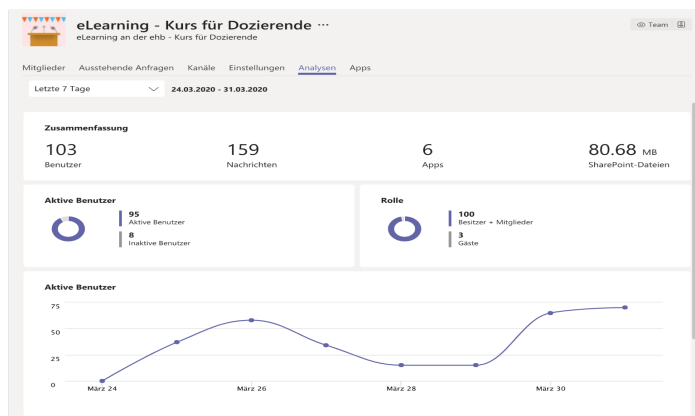 eLearning - Kurs für Dozierende ...
eLearning an der ehb - Kurs für Dozierende
Team
Mitglieder Ausstehende Anfragen Kanäle Einstellungen Analysen Apps
Letzte 7 Tage 24.03.2020 - 31.03.2020
Zusammenfassung
103 159 6 80.68 MB
Benutzer Nachrichten Apps SharePoint-Dateien
Aktive Benutzer
95
Aktive Benutzer
8
Inaktive Benutzer
Rolle
100
Besitzer + Mitglieder
3
Gäste
Aktive Benutzer
75
50
25
0
März 24 März 26 März 28 März 30